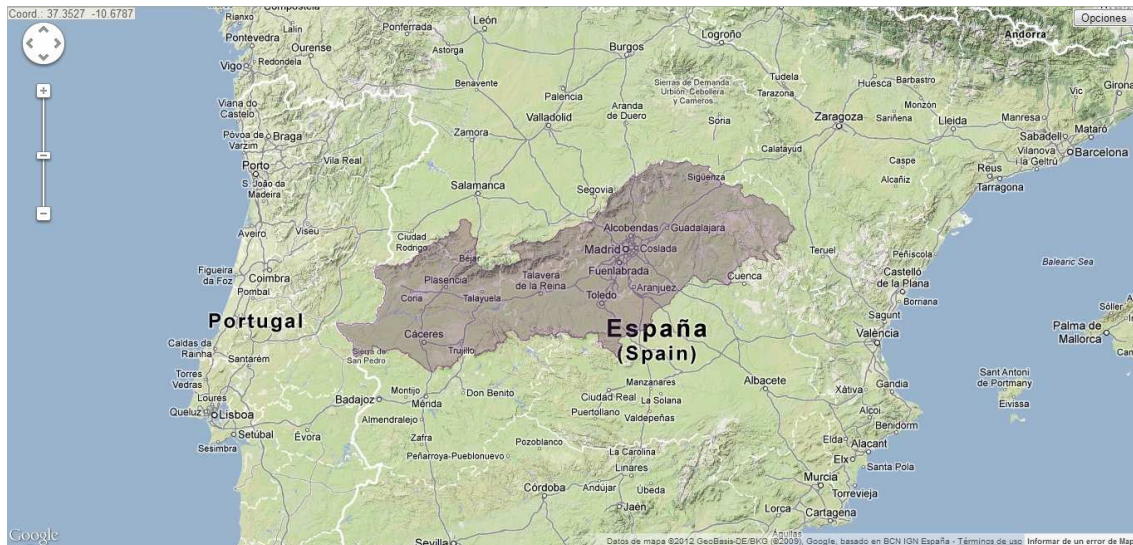 Coord.: 37.3527 -10.6787
Opciones
Rianxo
Lalin
Ponferrada
León
Burgos
Logroño
Andorra
Pontevedra
Ourense
Astorga
Vigo
Redondela
Benavente
Palencia
Sierras de Demanda
Urbión, Cebollera
y Cameros
Tudela
Tarazona
Huesca
Barbastro
Vic
Girona
Viana do
Castelo
Braga
Valladolid
Aranda
de Duero
Soria
Zaragoza
Monzón
Sariñena
Lleida
Manresa
Sabadell
Mataró
Póvoa de
Varzim
Zamora
Calatayud
Vilanova
i la Geltrú
Barcelona
Porto
Vila Real
Caspe
Reus
Tarragona
S. João da
Madeira
Salamanca
Segovia
Sigüenza
Alcañiz
Aveiro
Viseu
Ciudad
Rodrigo
Alcobendas
Guadalajara
Madrid
Coslada
Teruel
Peñíscola
Béjar
Figueira
da Foz
Coimbra
Pombal
Plasencia
Talavera
de la Reina
Fuenlabrada
Cuenca
Castelló
de la Plana
Balearic Sea
Coria
Talayuela
Toledo
Aranjuez
Borriana
Sóller
Portugal
España
(Spain)
Sagunt
València
Palma de
Mallorca
Caldas da
Rainha
Santarém
Cáceres
Sierra de
San Pedro
Trujillo
Torres
Vedras
Loures
Queluz
Lisboa
Badajoz
Montijo
Mérida
Don Benito
Manzanares
Ciudad Real
La Solana
Albacete
Xàtiva
Gandia
Sant Antoni
de Portmany
Eivissa
Almendralejo
Puertollano
Valdepeñas
Alcoi
Benidorm
Setúbal
Sesimbra
Évora
Zafra
Pozoblanco
Elda
Alacant
Peñarroya-Pueblonuevo
La Carolina
Elx
Santa Pola
Linares
Murcia
Córdoba
Andújar
Úbeda
Torrevieja
Jaén
Lorca
Cartagena
Águilas
Sevilla
Google
Datos de mapa ©2012 GeoBasis-DE/BKG (©2009), Google, basado en BCN IGN España - Términos de uso
Informar de un error de Map